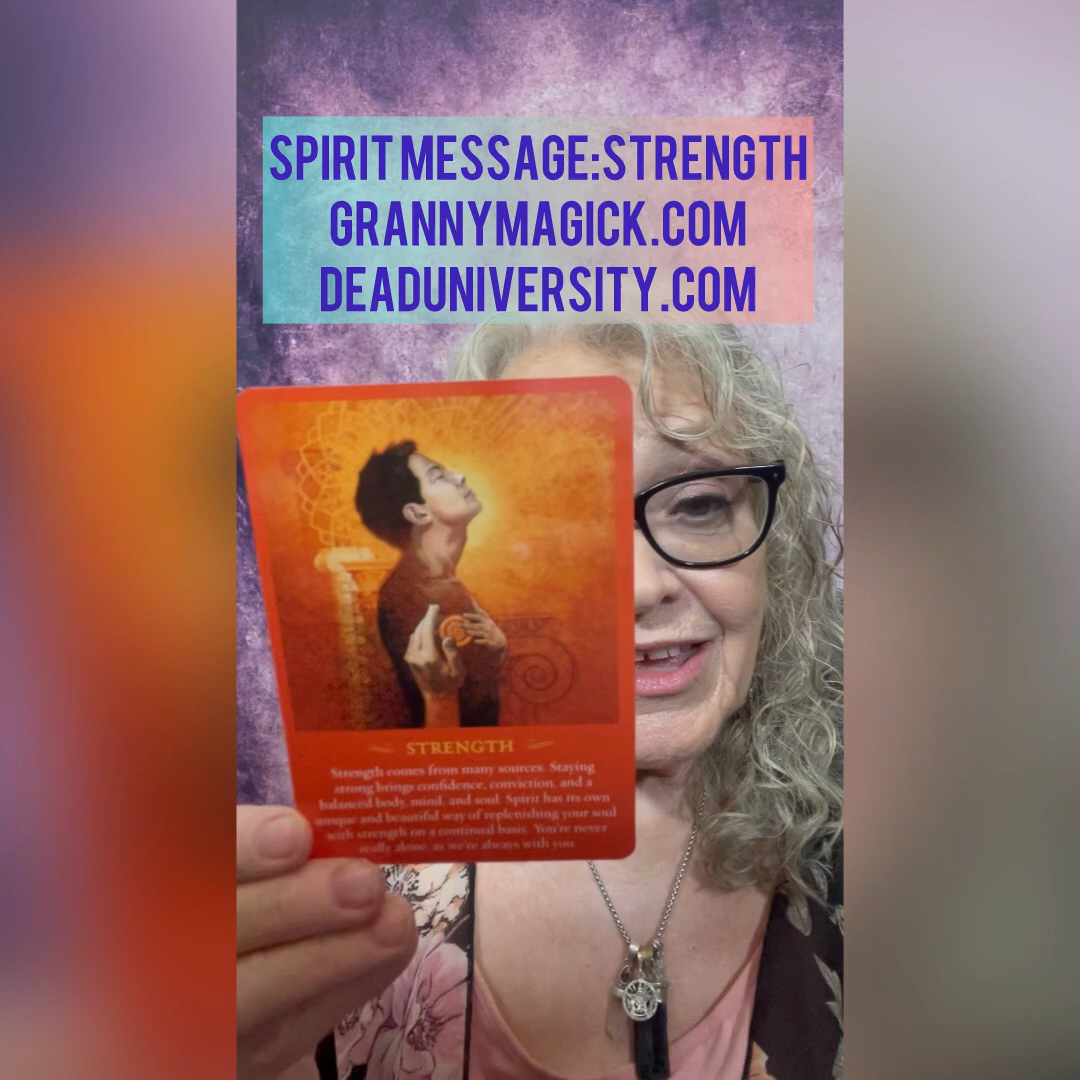 SPIRIT MESSAGE:STRENGTH
GRANNYMAGICK.COM
DEADUNIVERSITY.COM
STRENGTH
Strength comes from many sources. Staying
strong brings confidence, conviction, and a
balanced body, mind, and soul. Spirit has its own
unique and beautiful way of replenishing your soul
with strength on a continual basis. You're never
really alone, as we're always with you.